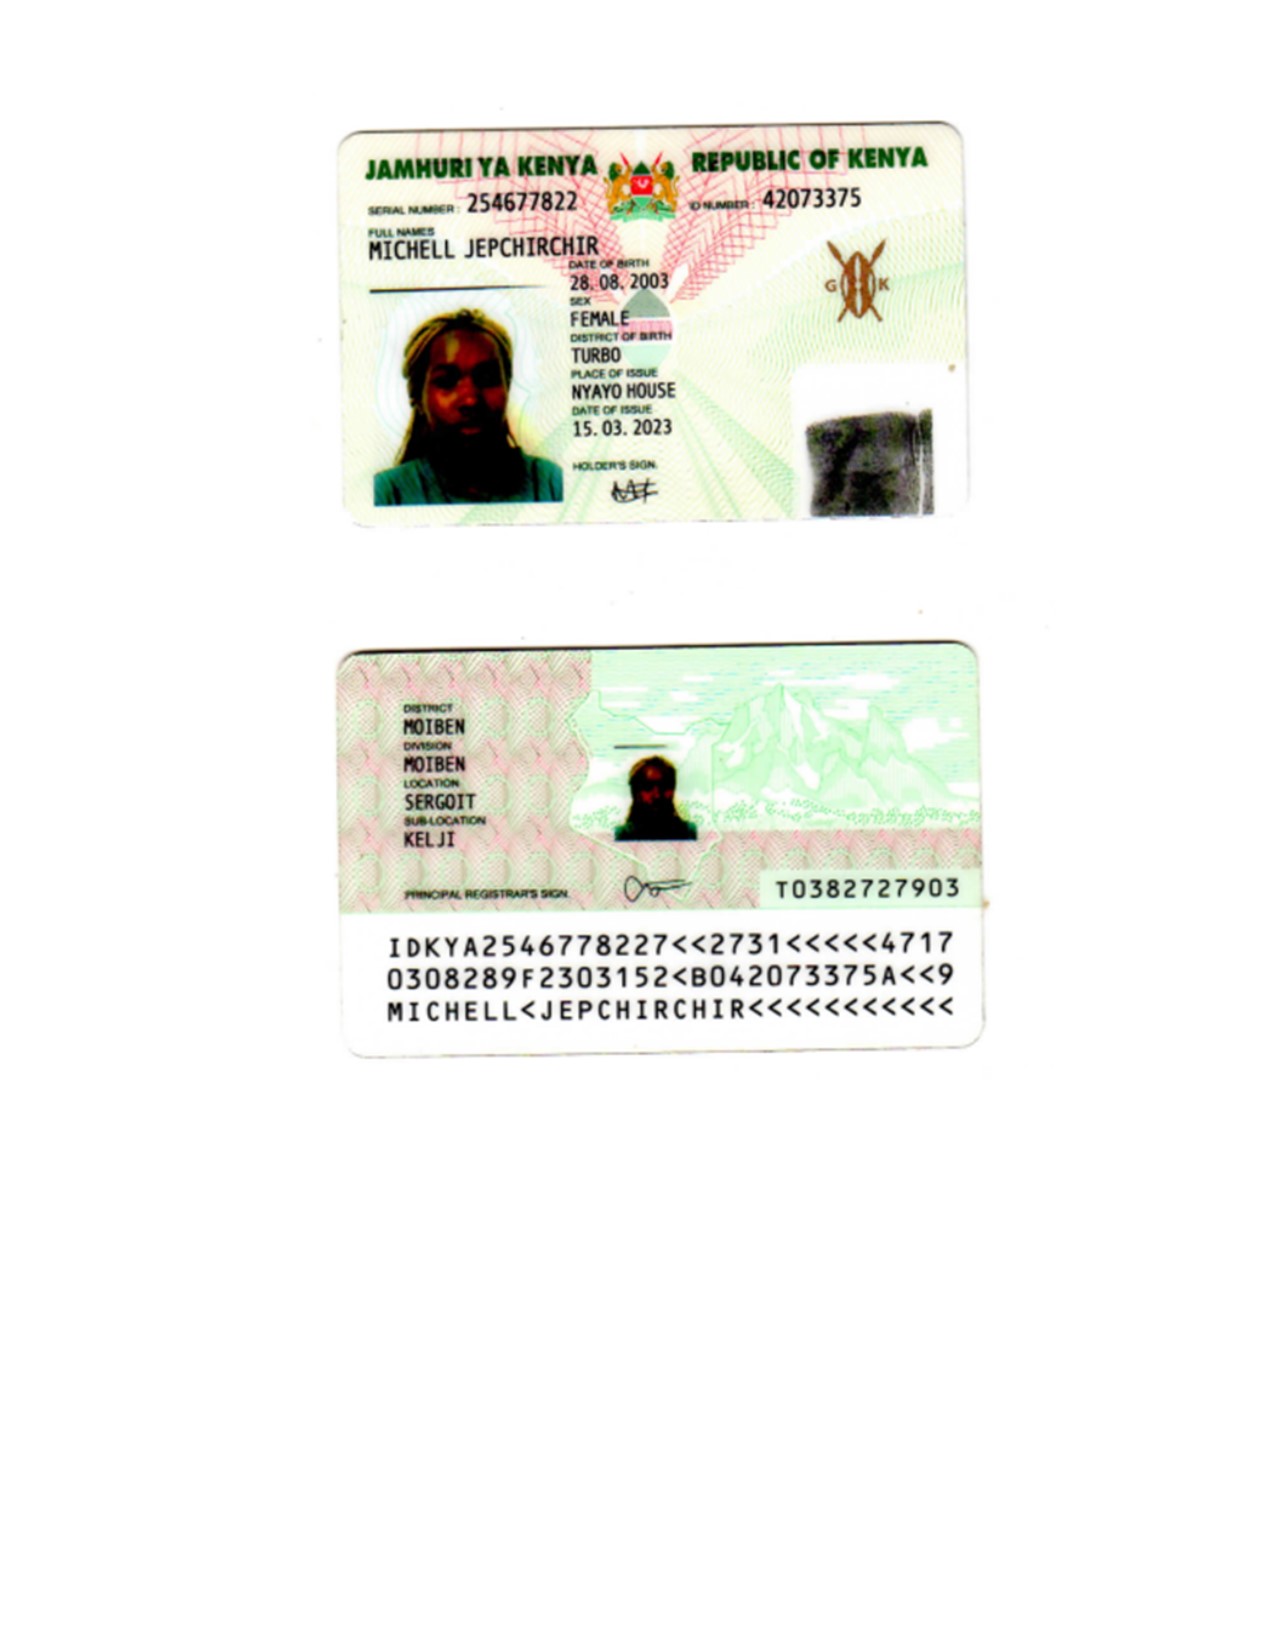 JAMHURI YA KENYA REPUBLIC OF KENYA
SERIAL NUMBER: 254677822 ID NUMBER: 42073375
FULL NAMES
MICHELL JEPCHIRCHIR
DATE OF BIRTH
28. 08. 2003
SEX
FEMALE
DISTRICT OF BIRTH
TURBO
PLACE OF ISSUE
NYAYO HOUSE
DATE OF ISSUE
15. 03. 2023
HOLDER'S SIGN.
G K
DISTRICT
MOIBEN
DIVISION
MOIBEN
LOCATION
SERGOIT
SUB-LOCATION
KELJI
PRINCIPAL REGISTRAR'S SIGN.
T0382727903
IDKYA2546778227<<2731<<<<<4717
0308289F2303152<B042073375A<<9
MICHELL<JEPCHIRCHIR<<<<<<<<<<<